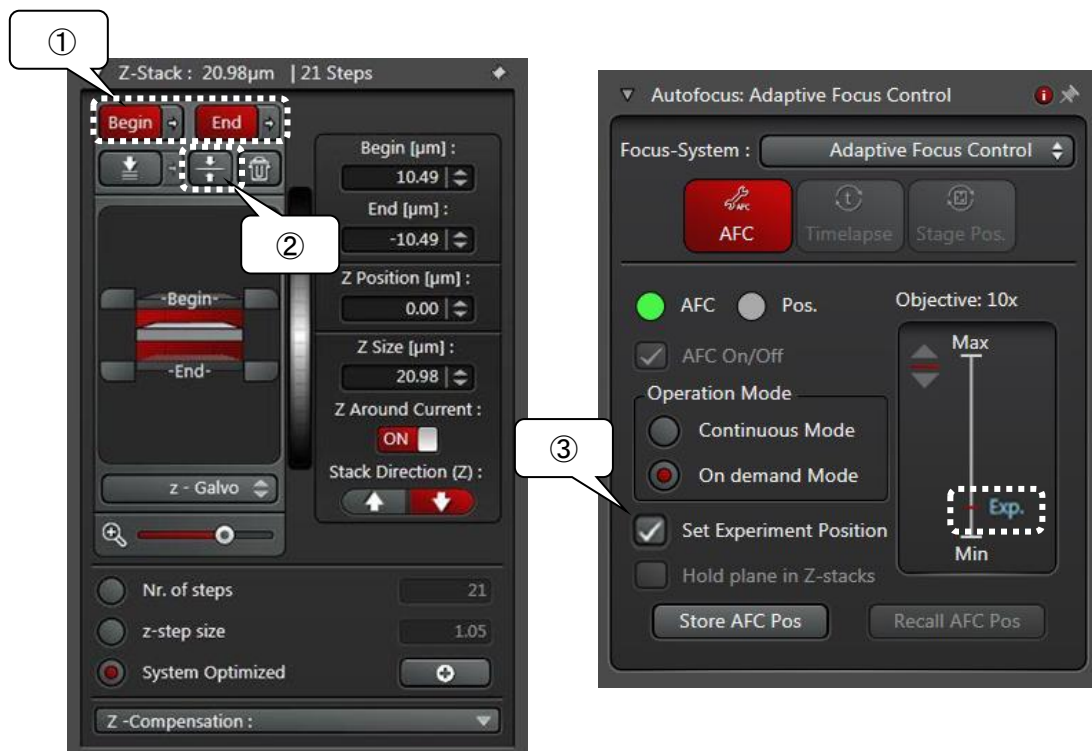 ①
Z-Stack : 20.98μm | 21 Steps
Begin End
Begin [μm] :
10.49
End [μm] :
-10.49
②
Z Position [μm] :
0.00
-Begin-
-End-
Z Size [μm] :
20.98
Z Around Current :
ON
Stack Direction (Z) :
z - Galvo
Nr. of steps 21
z-step size 1.05
System Optimized
Z -Compensation :
Autofocus: Adaptive Focus Control
Focus-System : Adaptive Focus Control
AFC
AFC Timelapse Stage Pos.
AFC Pos. Objective: 10x
AFC On/Off
Max
Operation Mode
Continuous Mode
③
On demand Mode
Exp.
Set Experiment Position
Min
Hold plane in Z-stacks
Store AFC Pos Recall AFC Pos